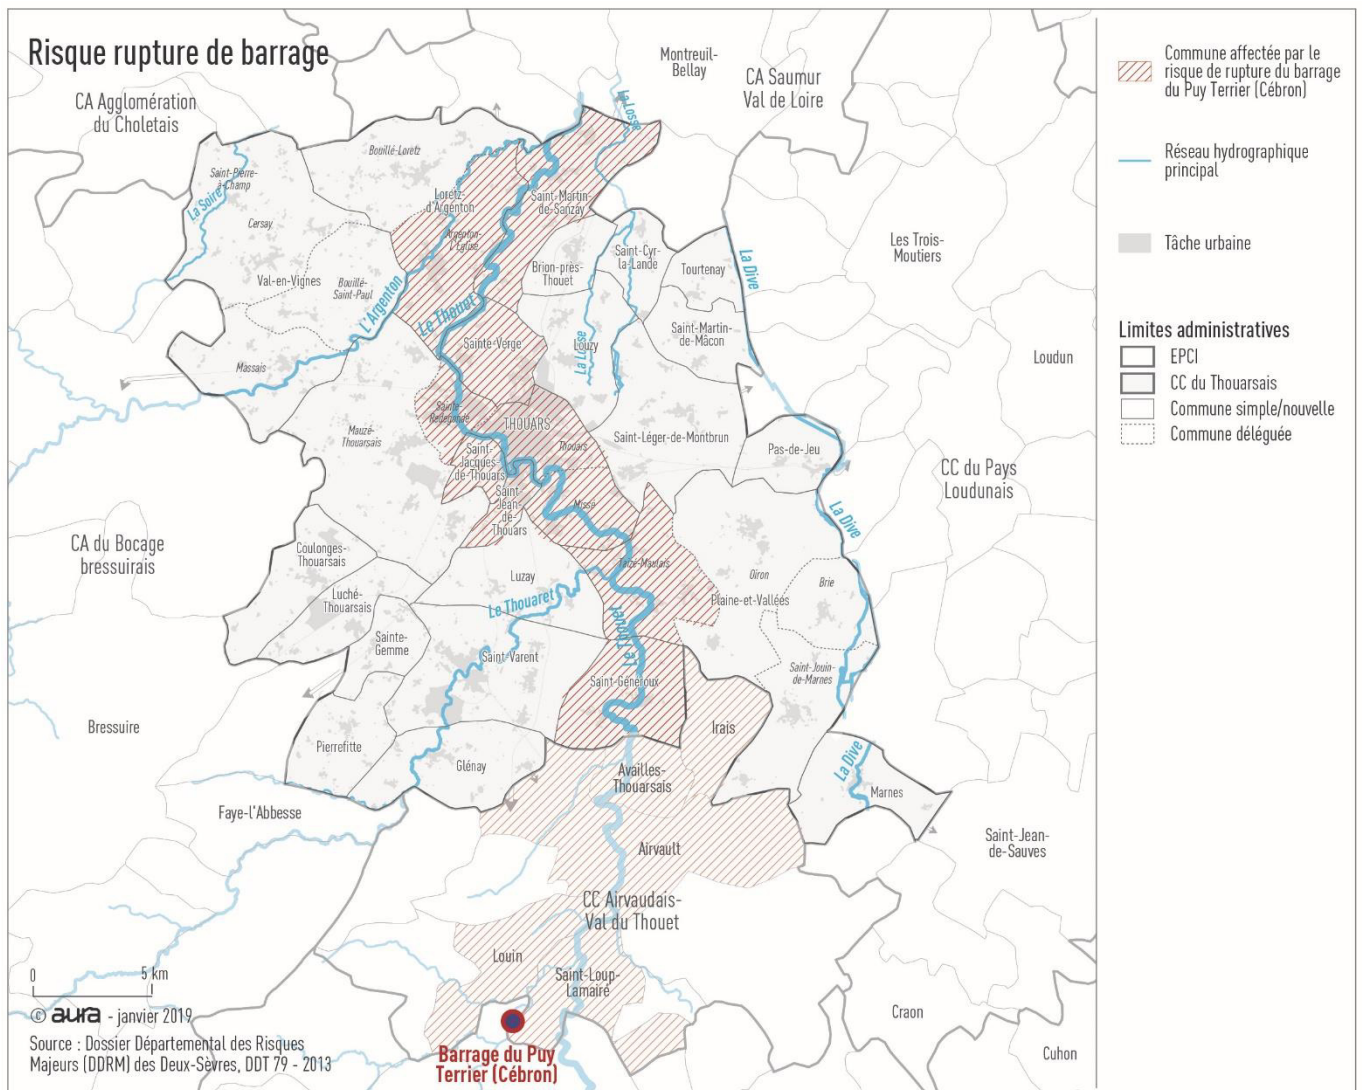 Risque rupture de barrage
Montreuil-
Bellay
CA Saumur
Val de Loire
CA Agglomération
du Choletais
La Losse
Bouillé-Loretz
Saint-Pierre-
à-Champ
La Soire
Cersay
Loretz-
d'Argenton
Argenton-
l'Église
Saint-Martin-
de-Sanzay
Val-en-Vignes
Bouillé-
Saint-Paul
L'Argenton
Le Thouet
Brion-près-
Thouet
Saint-Cyr-
la-Lande
Tourtenay
La Dive
Les Trois-
Moutiers
Massais
Sainte-Verge
Louzy
La Losse
Saint-Martin-
de-Mâcon
Loudun
Mauzé-
Thouarsais
Sainte-
Radegonde
THOUARS
Thouars
Saint-Léger-de-Montbrun
Pas-de-Jeu
Saint-
Jacques-
de-Thouars
Saint-
Jean-
de-
Thouars
Missé
CC du Pays
Loudunais
La Dive
CA du Bocage
bressuirais
Coulonges-
Thouarsais
Luché-
Thouarsais
Luzay
Le Thouaret
Taizé-Maulais
Oiron
Plaine-et-Vallées
Brie
Sainte-
Gemme
Saint-Varent
Le Thouet
Saint-Généroux
Saint-Jouin-
de-Marnes
Bressuire
Pierrefitte
Glénay
Irais
Availles-
Thouarsais
La Dive
Marnes
Faye-l'Abbesse
Airvault
Saint-Jean-
de-Sauves
CC Airvaudais-
Val du Thouet
Louin
Saint-Loup-
Lamairé
Craon
Cuhon
Barrage du Puy
Terrier (Cébron)
0 5 km
© aura - janvier 2019
Source : Dossier Départemental des Risques
Majeurs (DDRM) des Deux-Sèvres, DDT 79 - 2013
Commune affectée par le
risque de rupture du barrage
du Puy Terrier (Cébron)
Réseau hydrographique
principal
Tâche urbaine
Limites administratives
EPCI
CC du Thouarsais
Commune simple/nouvelle
Commune déléguée